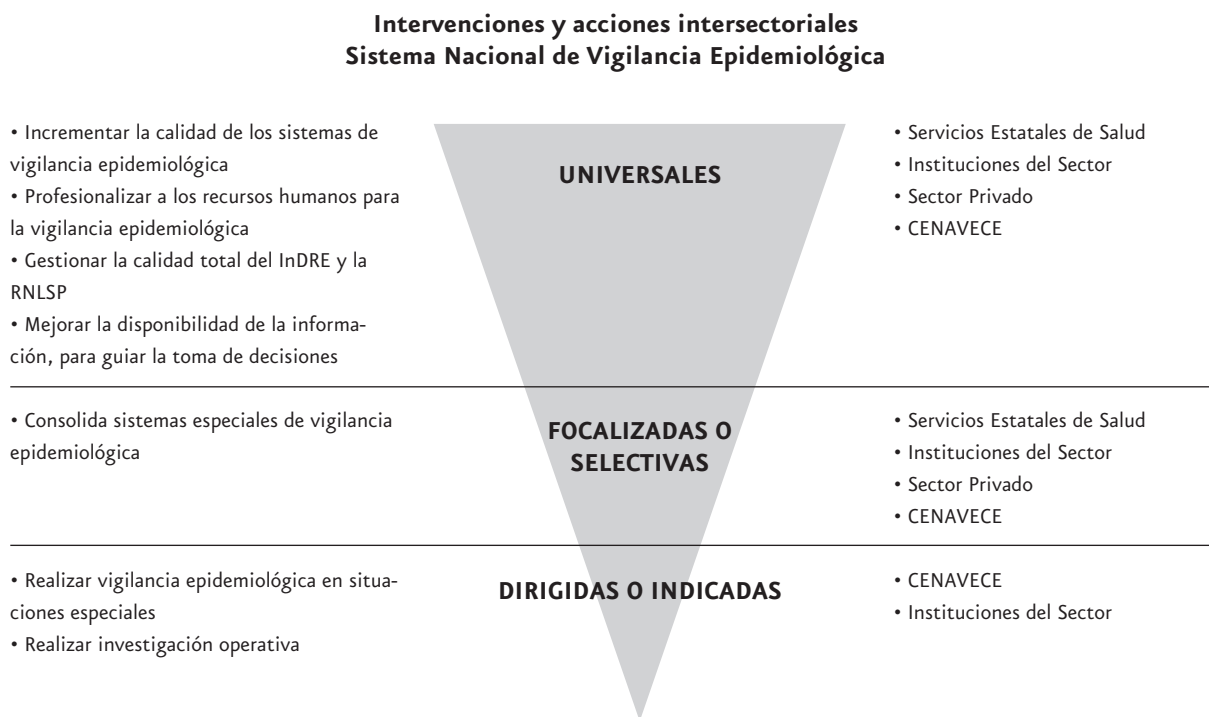 Intervenciones y acciones intersectoriales
Sistema Nacional de Vigilancia Epidemiológica
• Incrementar la calidad de los sistemas de
vigilancia epidemiológica
• Profesionalizar a los recursos humanos para
la vigilancia epidemiológica
• Gestionar la calidad total del InDRE y la
RNLSP
• Mejorar la disponibilidad de la informa-
ción, para guiar la toma de decisiones
UNIVERSALES
• Servicios Estatales de Salud
• Instituciones del Sector
• Sector Privado
• CENAVECE
• Consolida sistemas especiales de vigilancia
epidemiológica
FOCALIZADAS O
SELECTIVAS
• Servicios Estatales de Salud
• Instituciones del Sector
• Sector Privado
• CENAVECE
• Realizar vigilancia epidemiológica en situa-
ciones especiales
• Realizar investigación operativa
DIRIGIDAS O INDICADAS
• CENAVECE
• Instituciones del Sector